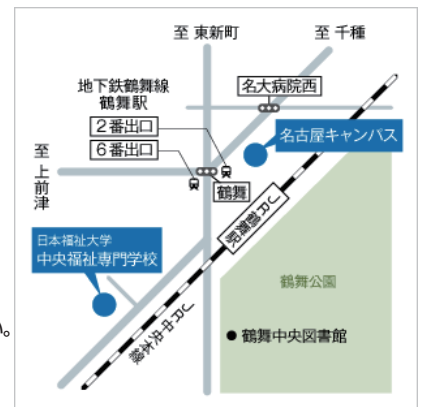 至 東新町
至 千種
地下鉄鶴舞線
鶴舞駅
名大病院西
2番出口
6番出口
名古屋キャンパス
至
上
前
津
鶴舞
JR鶴舞駅
日本福祉大学
中央福祉専門学校
鶴舞公園
JR中央本線
鶴舞中央図書館
い。